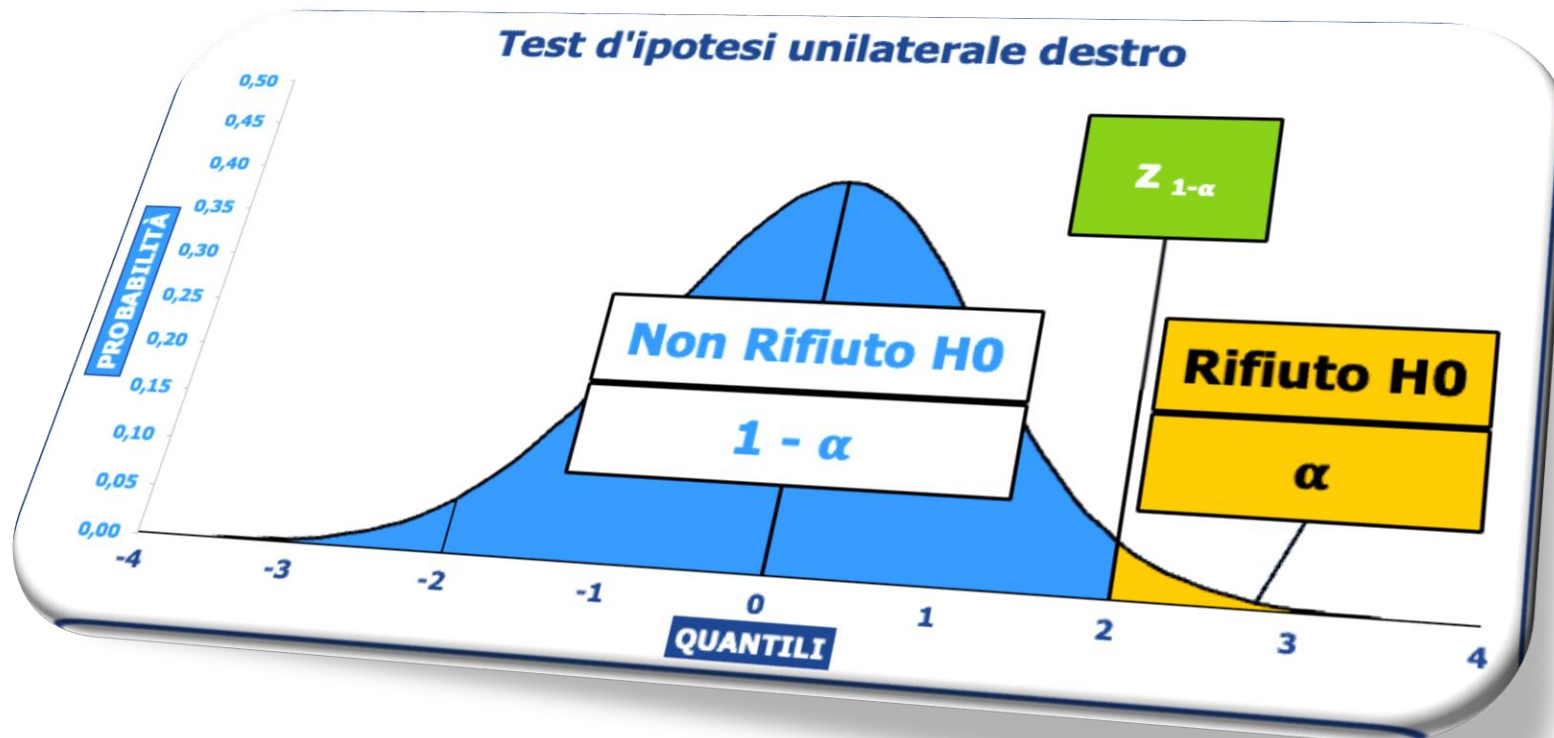 Test d'ipotesi unilaterale destro
0,50
0,45
0,40
0,35
0,30
0,25
0,20
0,15
0,10
0,05
0,00
PROBABILITÀ
z 1-α
Non Rifiuto H0
1 - α
Rifiuto H0
α
-4 -3 -2 -1 0 1 2 3 4
QUANTILI